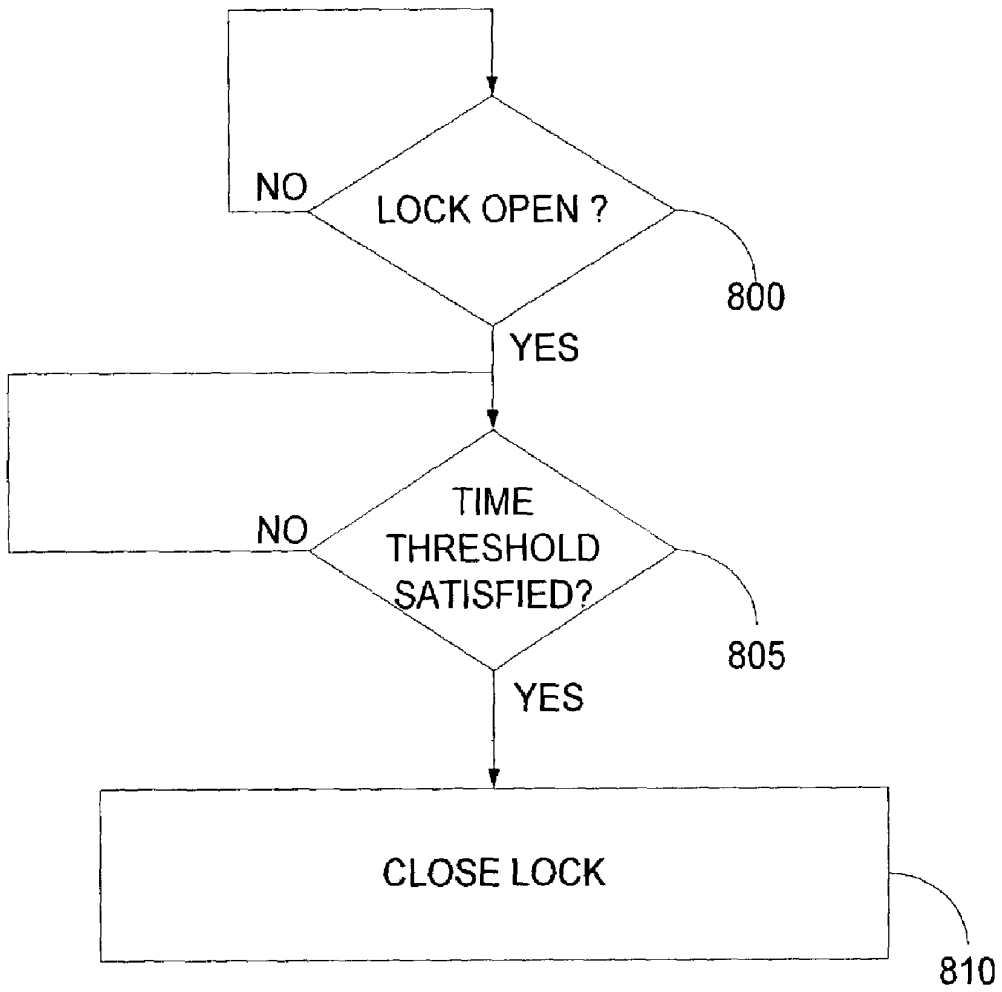 NO
LOCK OPEN ?
800
YES
NO
TIME
THRESHOLD
SATISFIED?
805
YES
CLOSE LOCK
810